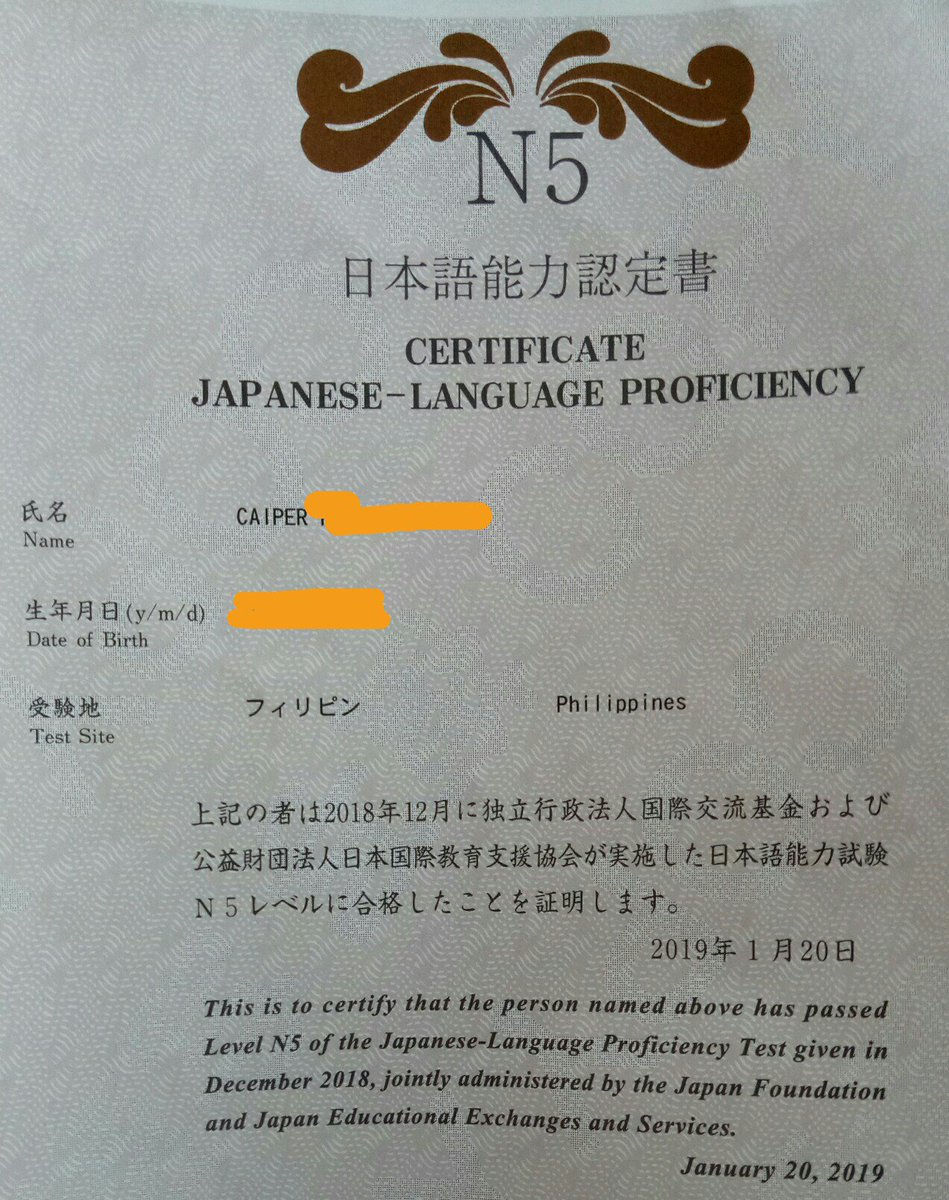 N5
日本語能力認定書
CERTIFICATE
JAPANESE-LANGUAGE PROFICIENCY
氏名 CAIPER
Name
生年月日(y/m/d)
Date of Birth
受験地 フィリピン Philippines
Test Site
上記の者は2018年12月に独立行政法人国際交流基金および
公益財団法人日本国際教育支援協会が実施した日本語能力試験
N5レベルに合格したことを証明します。
2019年1月20日
This is to certify that the person named above has passed
Level N5 of the Japanese-Language Proficiency Test given in
December 2018, jointly administered by the Japan Foundation
and Japan Educational Exchanges and Services.
January 20, 2019